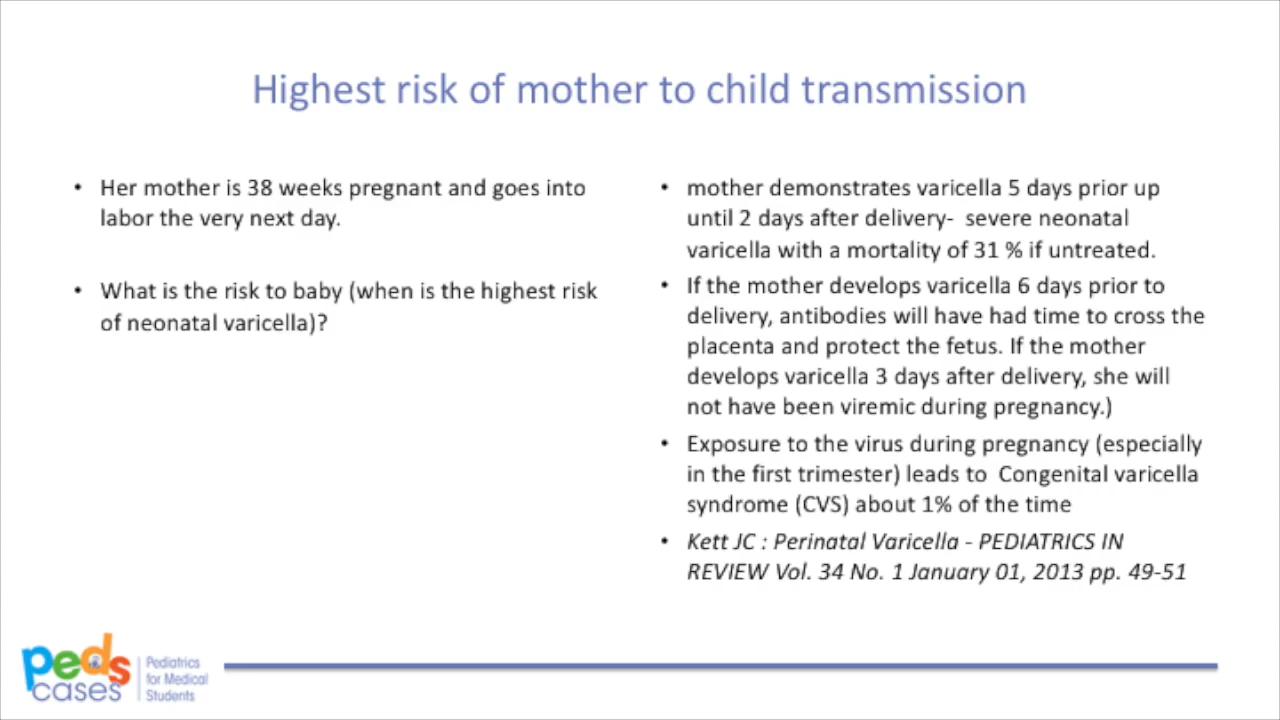 Highest risk of mother to child transmission
• Her mother is 38 weeks pregnant and goes into
labor the very next day.
• What is the risk to baby (when is the highest risk
of neonatal varicella)?
• mother demonstrates varicella 5 days prior up
until 2 days after delivery-  severe neonatal
varicella with a mortality of 31 % if untreated.
• If the mother develops varicella 6 days prior to
delivery, antibodies will have had time to cross the
placenta and protect the fetus. If the mother
develops varicella 3 days after delivery, she will
not have been viremic during pregnancy.)
• Exposure to the virus during pregnancy (especially
in the first trimester) leads to  Congenital varicella
syndrome (CVS) about 1% of the time
• Kett JC : Perinatal Varicella - PEDIATRICS IN
REVIEW Vol. 34 No. 1 January 01, 2013 pp. 49-51
peds
cases
Pediatrics
for Medical
Students